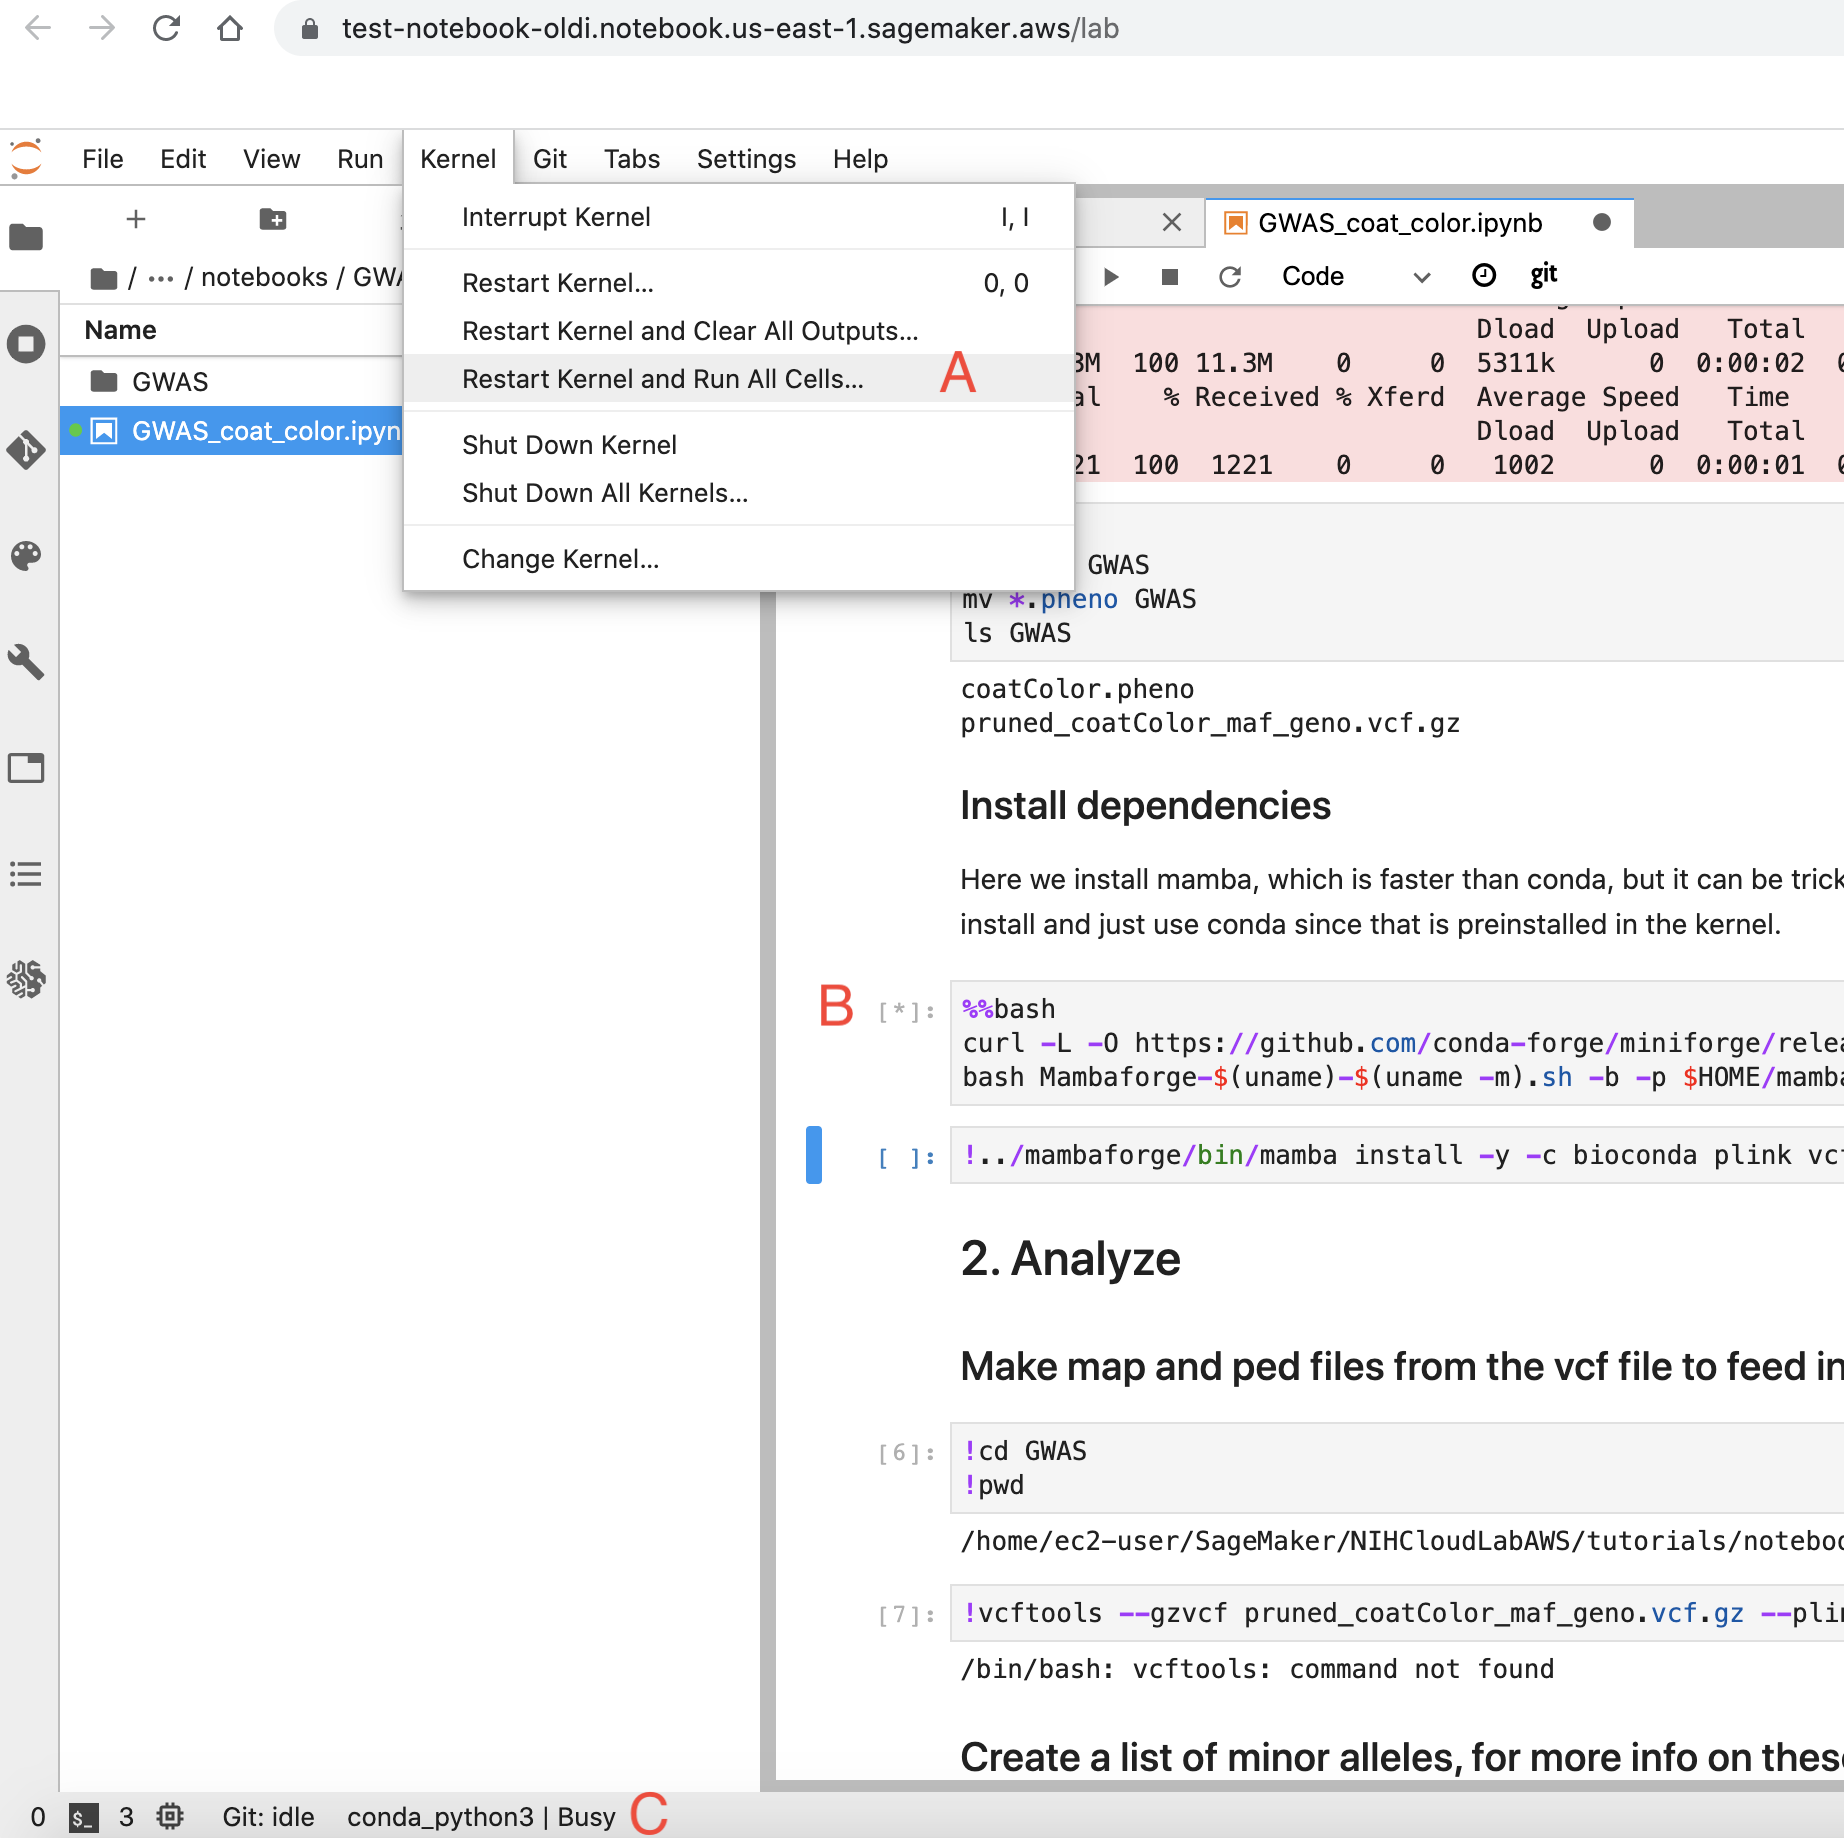 test-notebook-oldi.notebook.us-east-1.sagemaker.aws/lab
File Edit View Run Kernel Git Tabs Settings Help
Interrupt Kernel I, I
Restart Kernel... 0, 0
Restart Kernel and Clear All Outputs...
Restart Kernel and Run All Cells... A
Shut Down Kernel
Shut Down All Kernels...
Change Kernel...
/ ··· / notebooks / GWA
Name
GWAS
GWAS_coat_color.ipyn
GWAS_coat_color.ipynb
Code git
Dload Upload Total
3M 100 11.3M 0 0 5311k 0 0:00:02
al % Received % Xferd Average Speed Time
Dload Upload Total
21 100 1221 0 0 1002 0 0:00:01
GWAS
mv *.pheno GWAS
ls GWAS
coatColor.pheno
pruned_coatColor_maf_geno.vcf.gz
Install dependencies
Here we install mamba, which is faster than conda, but it can be trick
install and just use conda since that is preinstalled in the kernel.
B [*]: %%bash
curl -L -O https://github.com/conda-forge/miniforge/relea
bash Mambaforge-$(uname)-$(uname -m).sh -b -p $HOME/mamba
[ ]: !../mambaforge/bin/mamba install -y -c bioconda plink vc
2. Analyze
Make map and ped files from the vcf file to feed in
[6]: !cd GWAS
!pwd
/home/ec2-user/SageMaker/NIHCloudLabAWS/tutorials/noteboo
[7]: !vcftools --gzvcf pruned_coatColor_maf_geno.vcf.gz --plin
/bin/bash: vcftools: command not found
Create a list of minor alleles, for more info on these
0 $_ 3 Git: idle conda_python3 | Busy C